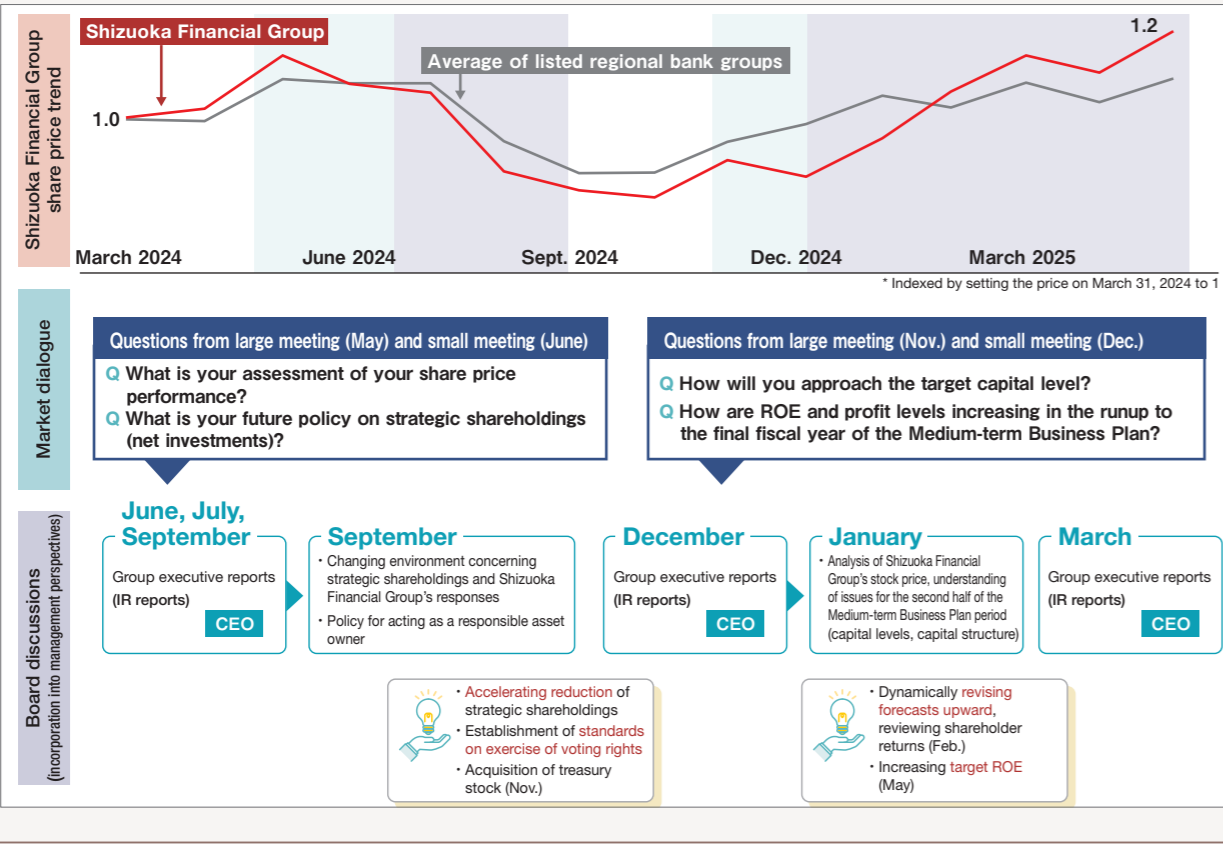 Shizuoka Financial Group
share price trend
Shizuoka Financial Group
Average of listed regional bank groups
1.2
1.0
March 2024
June 2024
Sept. 2024
Dec. 2024
March 2025
* Indexed by setting the price on March 31, 2024 to 1
Market dialogue
Questions from large meeting (May) and small meeting (June)
Q What is your assessment of your share price
performance?
Q What is your future policy on strategic shareholdings
(net investments)?
Questions from large meeting (Nov.) and small meeting (Dec.)
Q How will you approach the target capital level?
Q How are ROE and profit levels increasing in the runup to
the final fiscal year of the Medium-term Business Plan?
Board discussions
(incorporation into management perspectives)
June, July,
September
Group executive reports
(IR reports)
CEO
September
・Changing environment concerning
strategic shareholdings and Shizuoka
Financial Group's responses
・Policy for acting as a responsible asset
owner
December
Group executive reports
(IR reports)
CEO
January
・Analysis of Shizuoka Financial
Group's stock price, understanding
of issues for the second half of the
Medium-term Business Plan period
(capital levels, capital structure)
March
Group executive reports
(IR reports)
CEO
・Accelerating reduction of
strategic shareholdings
・Establishment of standards
on exercise of voting rights
・Acquisition of treasury
stock (Nov.)
・Dynamically revising
forecasts upward,
reviewing shareholder
returns (Feb.)
・Increasing target ROE
(May)